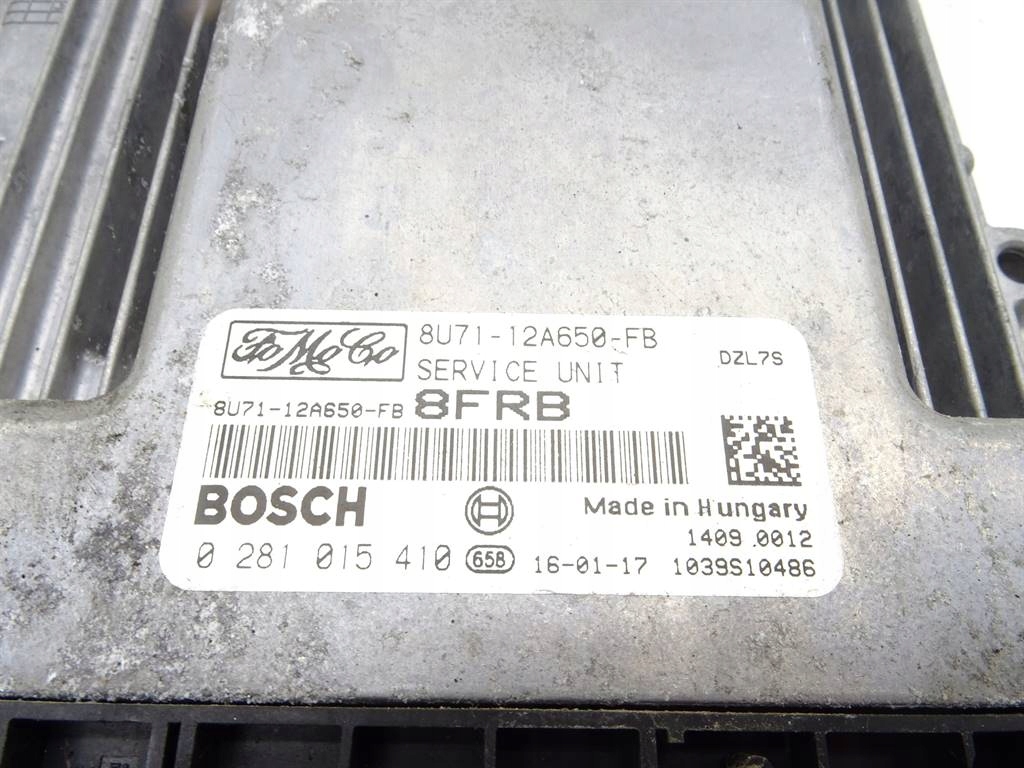 FoMoCo
8U71-12A650-FB
SERVICE UNIT
DZL7S
8U71-12A650-FB 8FRB
BOSCH
Made in Hungary
1409.0012
0 281 015 410 658 16-01-17 1039S10486